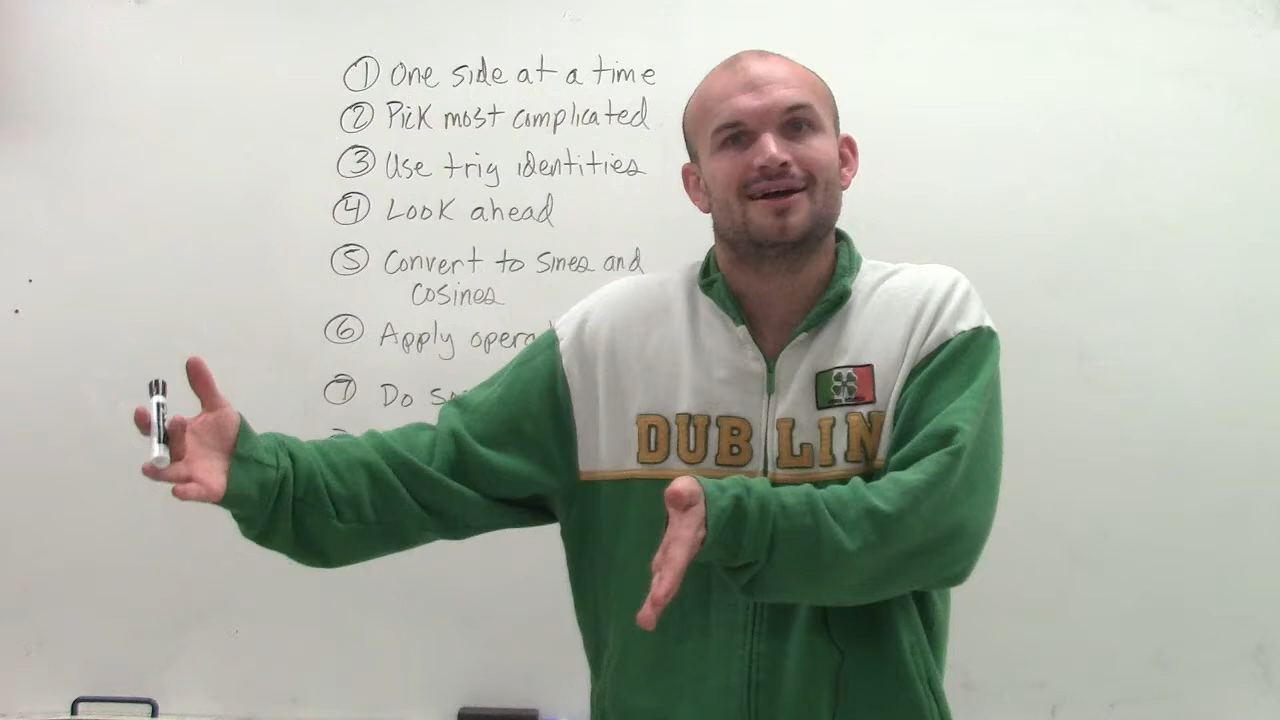 ① One side at a time
② Pick most complicated
③ Use trig identities
④ Look ahead
⑤ Convert to sines and
cosines
⑥ Apply
⑦ Do
DUBLIN